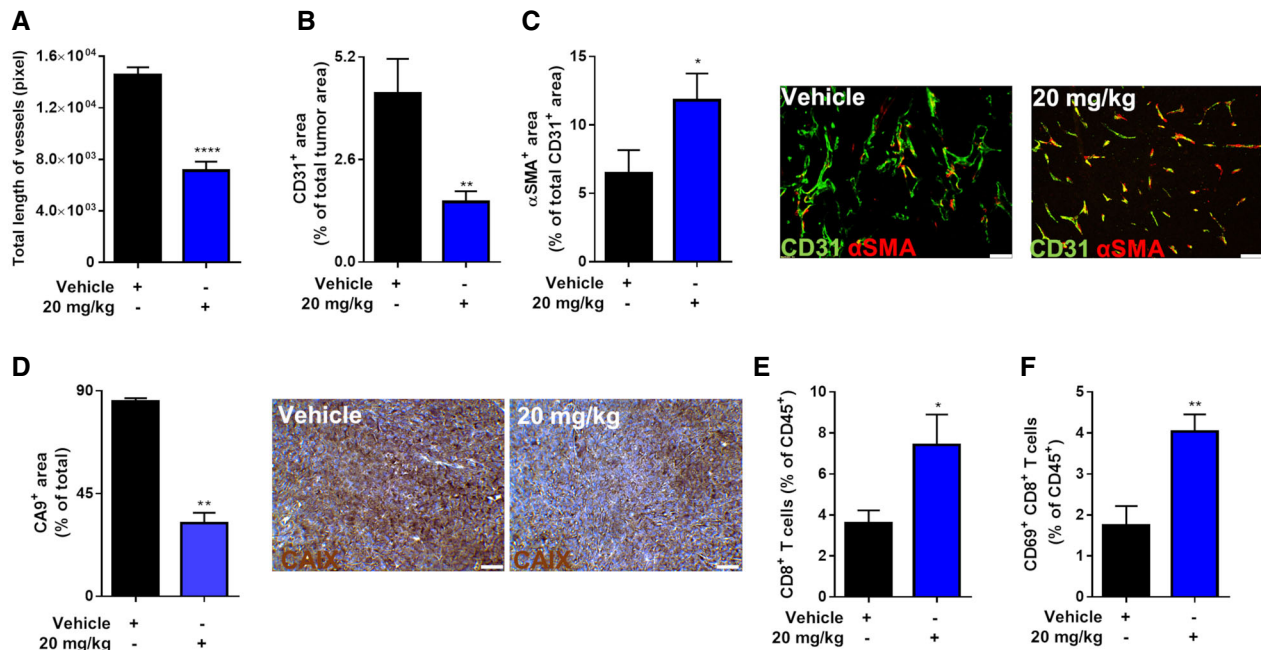 A
Total length of vessels (pixel)
1.6×10⁰⁴
1.2×10⁰⁴
8.0×10⁰³
4.0×10⁰³
0
****
Vehicle + -
20 mg/kg - +
B
CD31⁺ area
(% of total tumor area)
5.2
2.6
0.0
**
Vehicle + -
20 mg/kg - +
C
αSMA⁺ area
(% of total CD31⁺ area)
15
10
5
0
*
Vehicle + -
20 mg/kg - +
Vehicle
CD31 αSMA
20 mg/kg
CD31 αSMA
D
CA9⁺ area
(% of total)
90
45
0
**
Vehicle + -
20 mg/kg - +
Vehicle
CAIX
20 mg/kg
CAIX
E
CD8⁺ T cells (% of CD45⁺)
10
8
6
4
2
0
*
Vehicle + -
20 mg/kg - +
F
CD69⁺ CD8⁺ T cells
(% of CD45⁺)
5
4
3
2
1
0
**
Vehicle + -
20 mg/kg - +